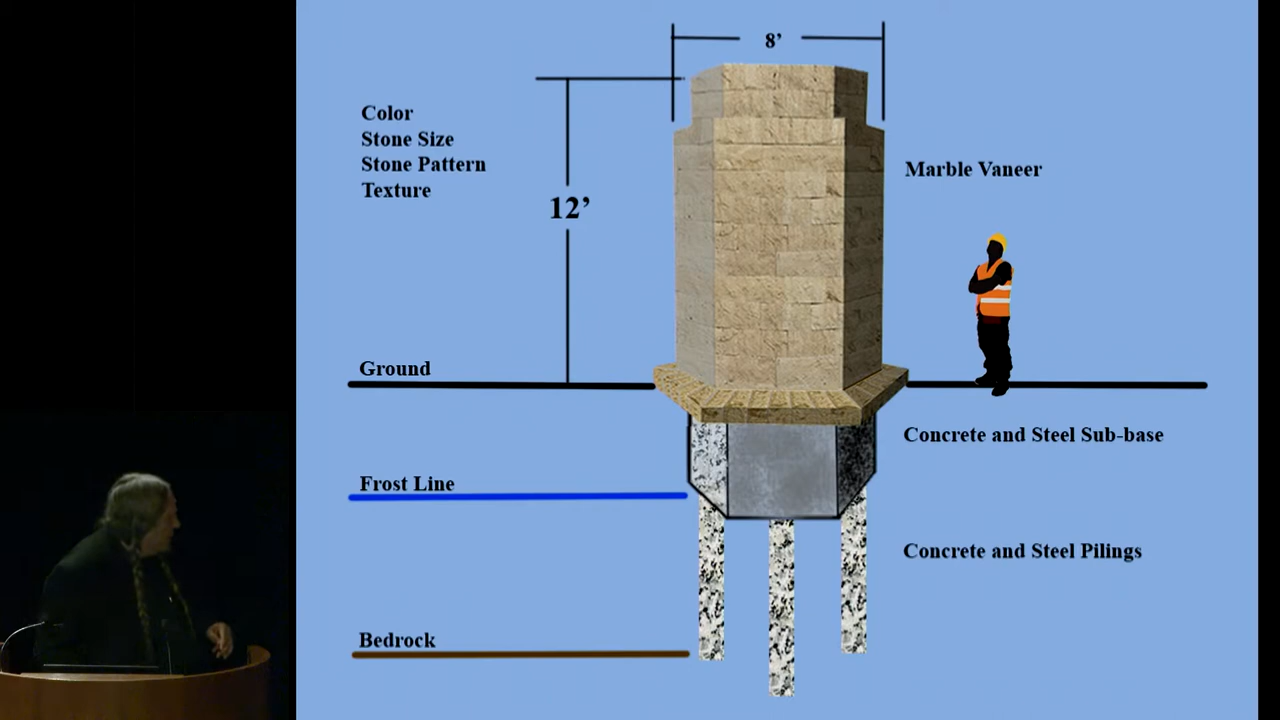 8’
Color
Stone Size
Stone Pattern
Texture
12’
Marble Vaneer
Ground
Concrete and Steel Sub-base
Frost Line
Concrete and Steel Pilings
Bedrock